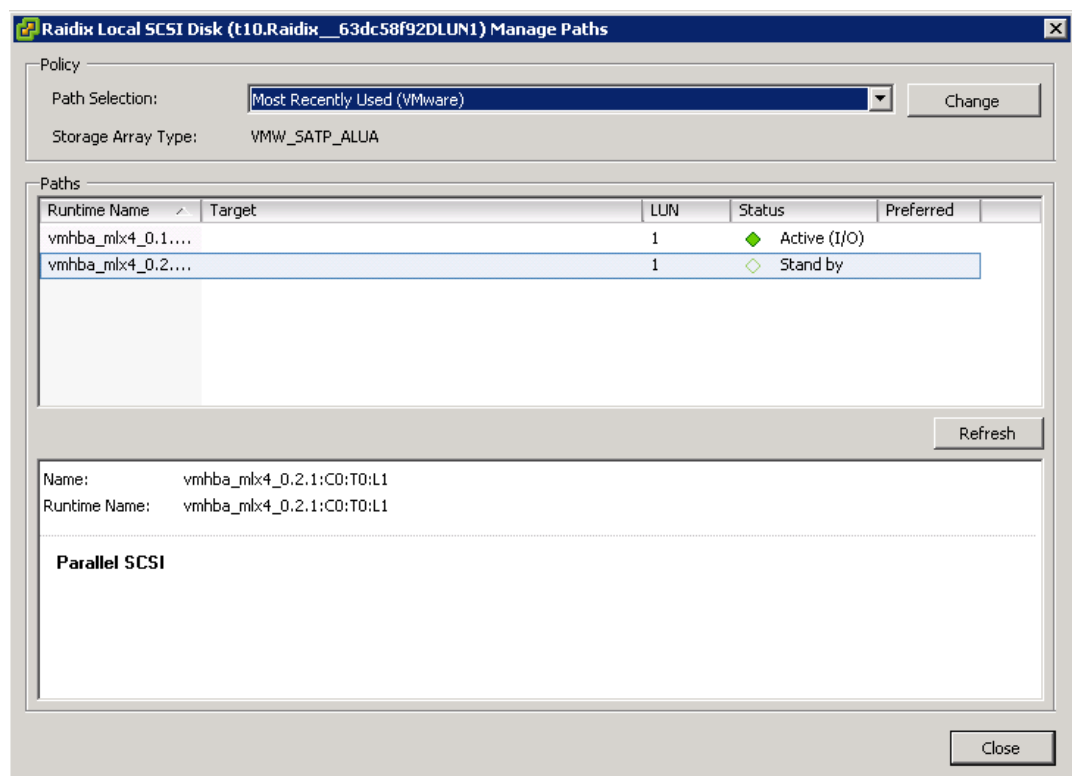 Raidix Local SCSI Disk (t10.Raidix__63dc58f92DLUN1) Manage Paths
Policy
Path Selection: Most Recently Used (VMware) Change
Storage Array Type: VMW_SATP_ALUA
Paths
Runtime Name Target LUN Status Preferred
vmhba_mlx4_0.1.... 1 Active (I/O)
vmhba_mlx4_0.2.... 1 Stand by
Refresh
Name: vmhba_mlx4_0.2.1:C0:T0:L1
Runtime Name: vmhba_mlx4_0.2.1:C0:T0:L1
Parallel SCSI
Close